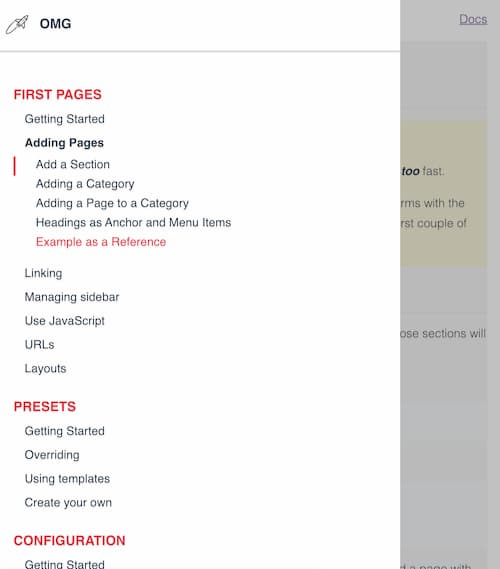 OMG
Docs
FIRST PAGES
Getting Started
Adding Pages
Add a Section
Adding a Category
Adding a Page to a Category
Headings as Anchor and Menu Items
Example as a Reference
Linking
Managing sidebar
Use JavaScript
URLs
Layouts
PRESETS
Getting Started
Overriding
Using templates
Create your own
CONFIGURATION
Getting Started
too fast.
rms with the
rst couple of
ose sections will
d a page with